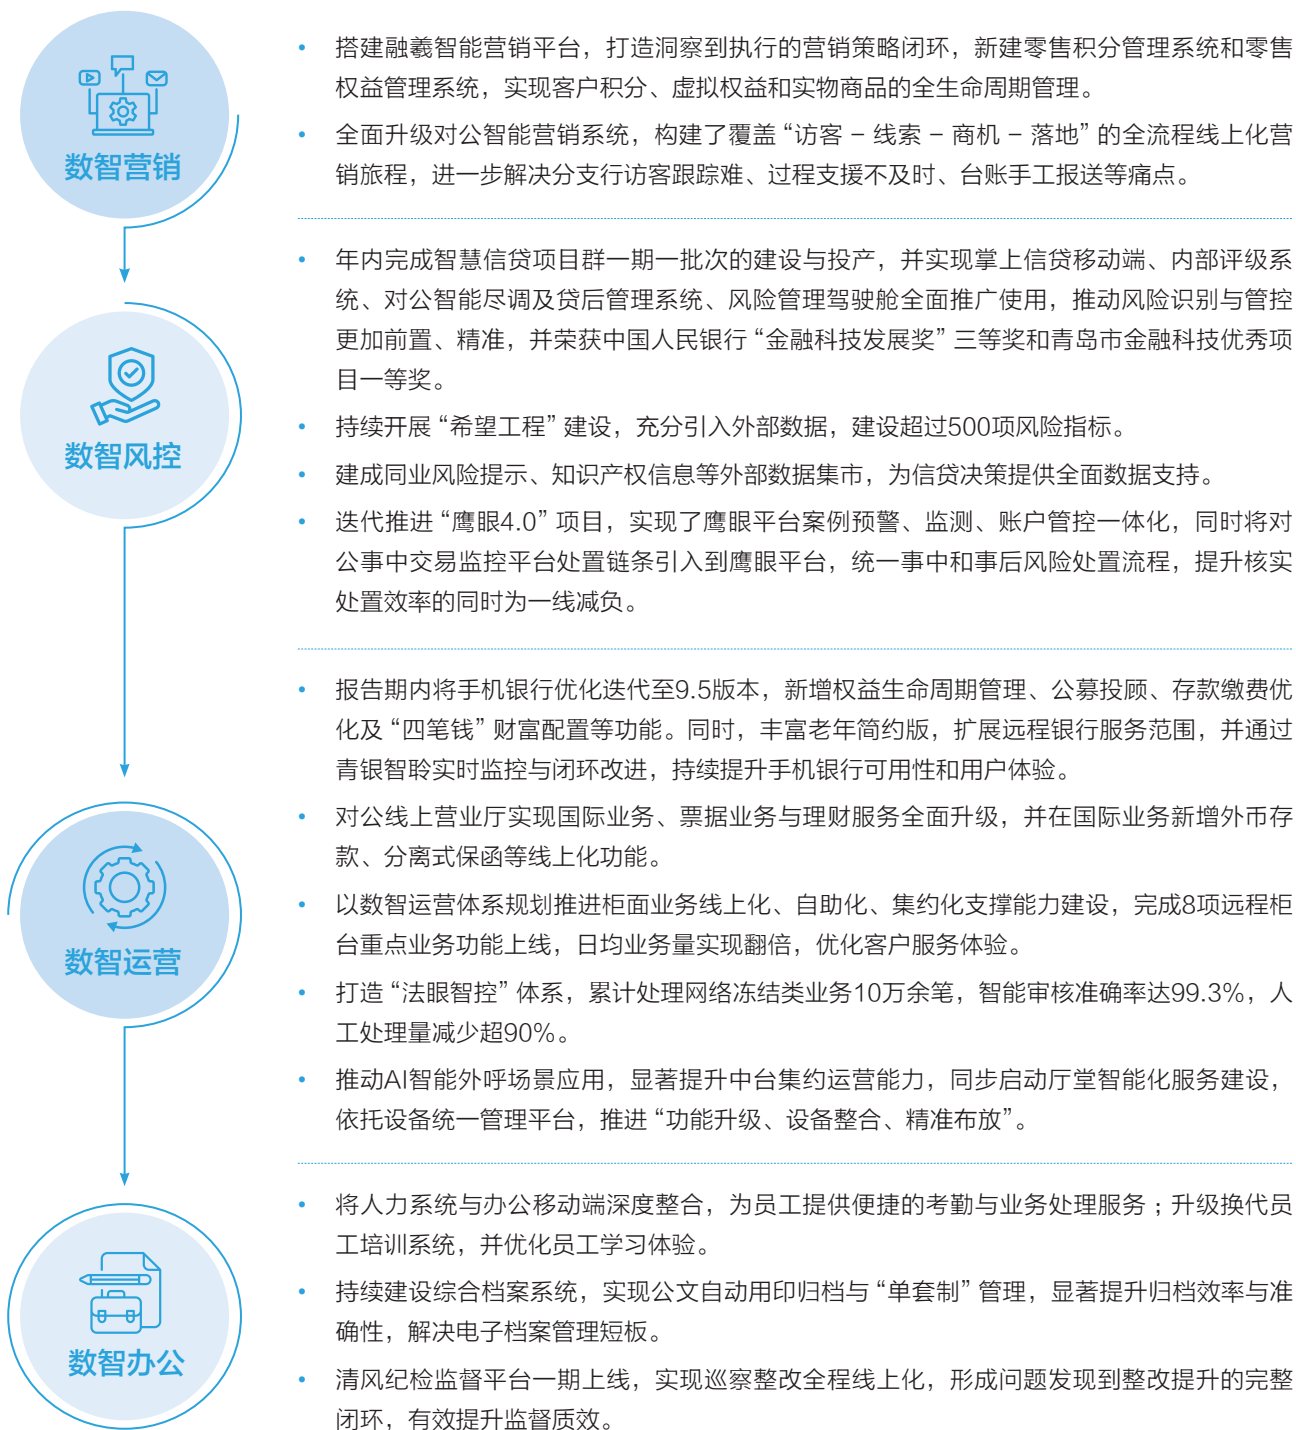 数智营销
• 搭建融羲智能营销平台，打造洞察到执行的营销策略闭环，新建零售积分管理系统和零售
权益管理系统，实现客户积分、虚拟权益和实物商品的全生命周期管理。
• 全面升级对公智能营销系统，构建了覆盖“访客 – 线索 – 商机 – 落地”的全流程线上化营
销旅程，进一步解决分支行访客跟踪难、过程支援不及时、台账手工报送等痛点。
数智风控
• 年内完成智慧信贷项目群一期一批次的建设与投产，并实现掌上信贷移动端、内部评级系
统、对公智能尽调及贷后管理系统、风险管理驾驶舱全面推广使用，推动风险识别与管控
更加前置、精准，并荣获中国人民银行“金融科技发展奖”三等奖和青岛市金融科技优秀项
目一等奖。
• 持续开展“希望工程”建设，充分引入外部数据，建设超过500项风险指标。
• 建成同业风险提示、知识产权信息等外部数据集市，为信贷决策提供全面数据支持。
• 迭代推进“鹰眼4.0”项目，实现了鹰眼平台案例预警、监测、账户管控一体化，同时将对
公事中交易监控平台处置链条引入到鹰眼平台，统一事中和事后风险处置流程，提升核实
处置效率的同时为一线减负。
数智运营
• 报告期内将手机银行优化迭代至9.5版本，新增权益生命周期管理、公募投顾、存款缴费优
化及“四笔钱”财富配置等功能。同时，丰富老年简约版，扩展远程银行服务范围，并通过
青银智聆实时监控与闭环改进，持续提升手机银行可用性和用户体验。
• 对公线上营业厅实现国际业务、票据业务与理财服务全面升级，并在国际业务新增外币存
款、分离式保函等线上化功能。
• 以数智运营体系规划推进柜面业务线上化、自助化、集约化支撑能力建设，完成8项远程柜
台重点业务功能上线，日均业务量实现翻倍，优化客户服务体验。
• 打造“法眼智控”体系，累计处理网络冻结类业务10万余笔，智能审核准确率达99.3%，人
工处理量减少超90%。
• 推动AI智能外呼场景应用，显著提升中台集约运营能力，同步启动厅堂智能化服务建设，
依托设备统一管理平台，推进“功能升级、设备整合、精准布放”。
数智办公
• 将人力系统与办公移动端深度整合，为员工提供便捷的考勤与业务处理服务；升级换代员
工培训系统，并优化员工学习体验。
• 持续建设综合档案系统，实现公文自动用印归档与“单套制”管理，显著提升归档效率与准
确性，解决电子档案管理短板。
• 清风纪检监督平台一期上线，实现巡察整改全程线上化，形成问题发现到整改提升的完整
闭环，有效提升监督质效。